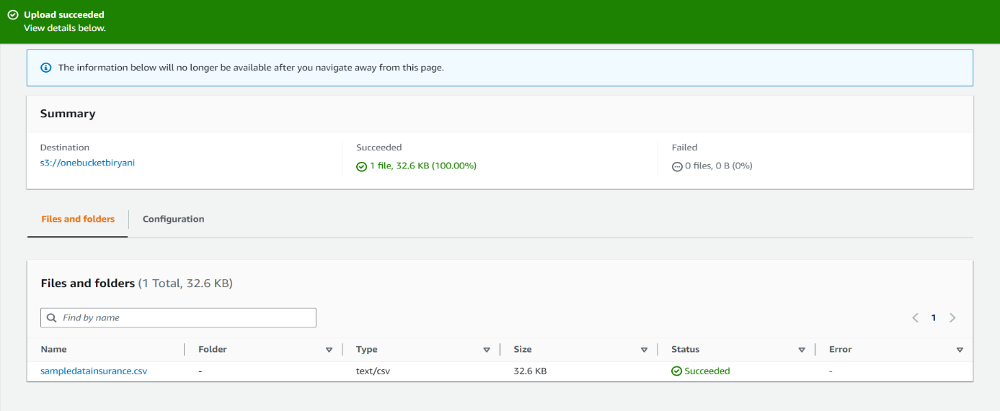 Upload succeeded
View details below.
The information below will no longer be available after you navigate away from this page.
Summary
Destination
s3://onebucketbiryani
Succeeded
1 file, 32.6 KB (100.00%)
Failed
0 files, 0 B (0%)
Files and folders
Configuration
Files and folders (1 Total, 32.6 KB)
Find by name
1
Name Folder Type Size Status Error
sampledatainsurance.csv - text/csv 32.6 KB Succeeded -